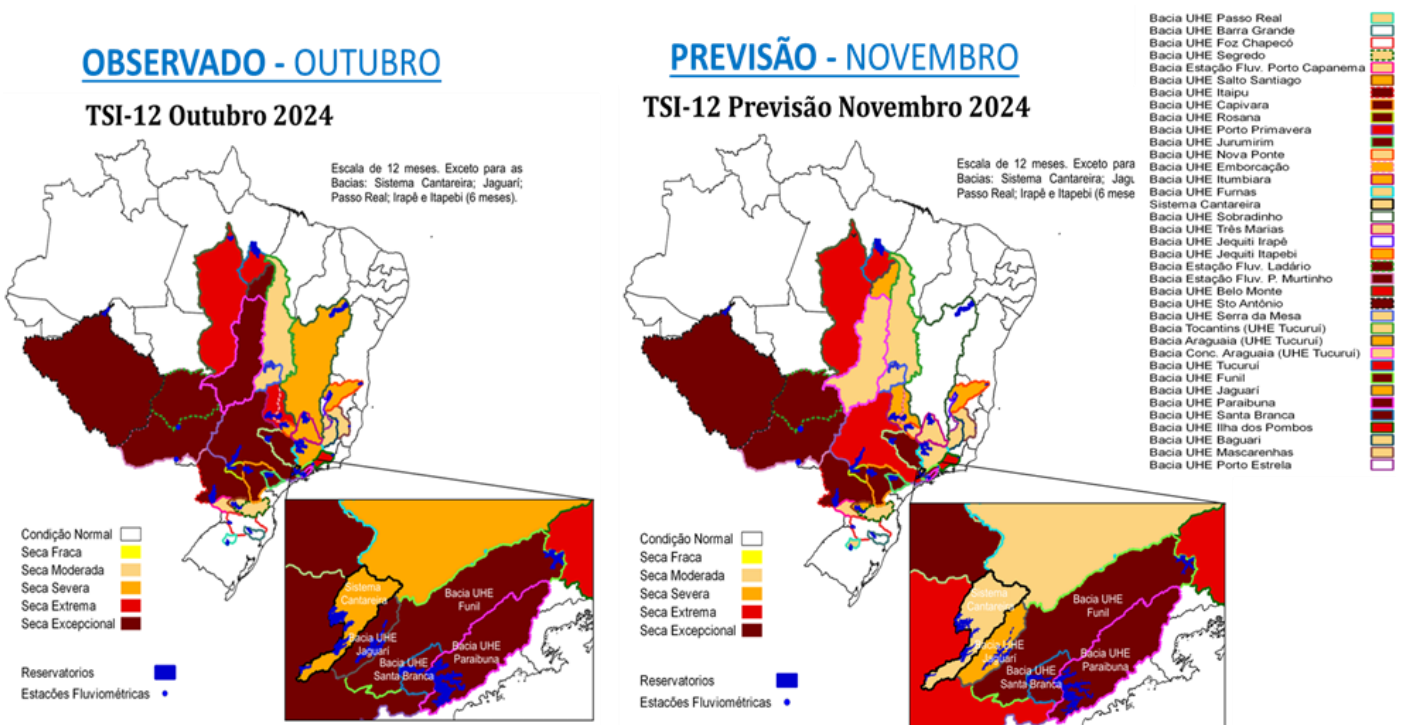 OBSERVADO - OUTUBRO
TSI-12 Outubro 2024
Escala de 12 meses. Exceto para as
Bacias: Sistema Cantareira; Jaguari;
Passo Real; Irapê e Itapebi (6 meses).
Condição Normal
Seca Fraca
Seca Moderada
Seca Severa
Seca Extrema
Seca Excepcional
Reservatorios
Estacões Fluviométricas
Sistema
Cantareira
Bacia UHE
Funil
Bacia UHE
Jaguari
Bacia UHE
Santa Branca
Bacia UHE
Paraibuna
PREVISÃO - NOVEMBRO
TSI-12 Previsão Novembro 2024
Escala de 12 meses. Exceto para
Bacias: Sistema Cantareira; Jagu
Passo Real; Irapê e Itapebi (6 mese
Condição Normal
Seca Fraca
Seca Moderada
Seca Severa
Seca Extrema
Seca Excepcional
Reservatorios
Estacões Fluviométricas
Sistema
Cantareira
Bacia UHE
Funil
Bacia UHE
Jaguari
Bacia UHE
Santa Branca
Bacia UHE
Paraibuna
Bacia UHE Passo Real
Bacia UHE Barra Grande
Bacia UHE Foz Chapecó
Bacia UHE Segredo
Bacia Estação Fluv. Porto Capanema
Bacia UHE Salto Santiago
Bacia UHE Itaipu
Bacia UHE Capivara
Bacia UHE Rosana
Bacia UHE Porto Primavera
Bacia UHE Jurumirim
Bacia UHE Nova Ponte
Bacia UHE Emborcação
Bacia UHE Itumbiara
Bacia UHE Furnas
Sistema Cantareira
Bacia UHE Sobradinho
Bacia UHE Três Marias
Bacia UHE Jequiti Irapê
Bacia UHE Jequiti Itapebi
Bacia Estação Fluv. Ladário
Bacia Estação Fluv. P. Murtinho
Bacia UHE Belo Monte
Bacia UHE Sto Antônio
Bacia UHE Serra da Mesa
Bacia Tocantins (UHE Tucuruí)
Bacia Araguaia (UHE Tucuruí)
Bacia Conc. Araguaia (UHE Tucuruí)
Bacia UHE Tucuruí
Bacia UHE Funil
Bacia UHE Jaguarí
Bacia UHE Paraibuna
Bacia UHE Santa Branca
Bacia UHE Ilha dos Pombos
Bacia UHE Baguari
Bacia UHE Mascarenhas
Bacia UHE Porto Estrela